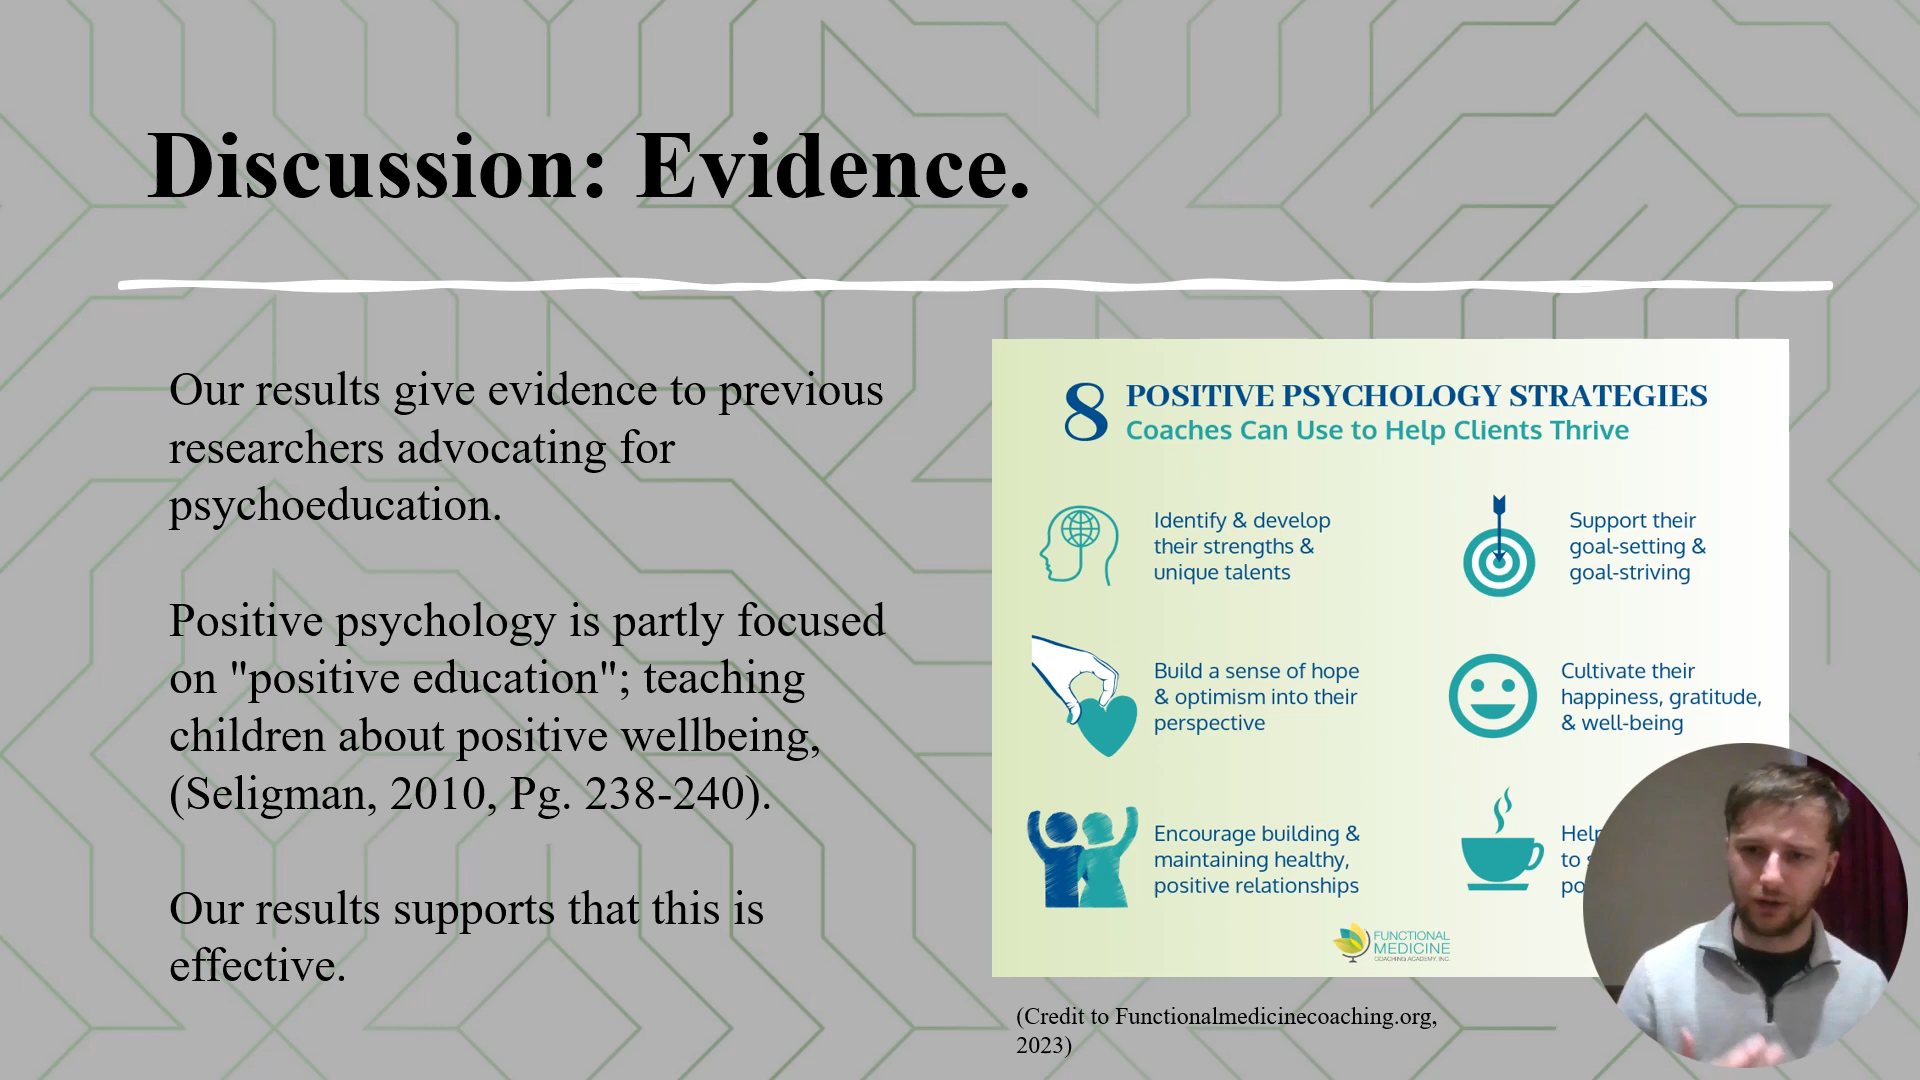 Discussion: Evidence.
Our results give evidence to previous
researchers advocating for
psychoeducation.
Positive psychology is partly focused
on "positive education"; teaching
children about positive wellbeing,
(Seligman, 2010, Pg. 238-240).
Our results supports that this is
effective.
8 POSITIVE PSYCHOLOGY STRATEGIES
Coaches Can Use to Help Clients Thrive
Identify & develop
their strengths &
unique talents
Support their
goal-setting &
goal-striving
Build a sense of hope
& optimism into their
perspective
Cultivate their
happiness, gratitude,
& well-being
Encourage building &
maintaining healthy,
positive relationships
to
FUNCTIONAL
MEDICINE
COACHING ACADEMY, INC.
(Credit to Functionalmedicinecoaching.org,
2023)